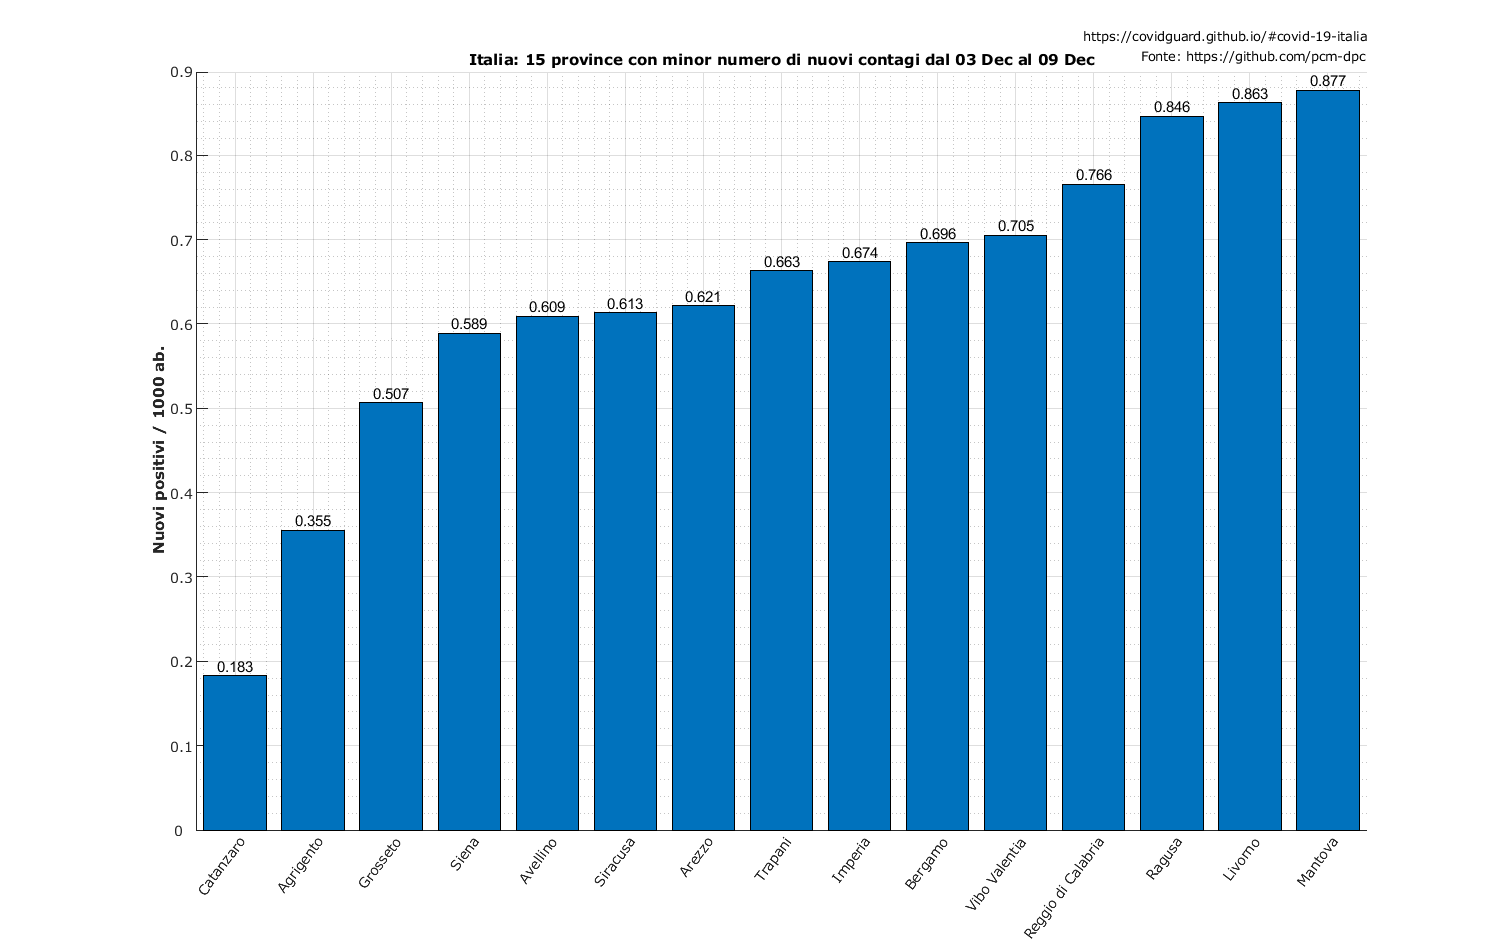 https://covidguard.github.io/#covid-19-italia
Italia: 15 province con minor numero di nuovi contagi dal 03 Dec al 09 Dec
Fonte: https://github.com/pcm-dpc
Nuovi positivi / 1000 ab.
0.9
0.8
0.7
0.6
0.5
0.4
0.3
0.2
0.1
0
0.183
0.355
0.507
0.589
0.609
0.613
0.621
0.663
0.674
0.696
0.705
0.766
0.846
0.863
0.877
Catanzaro
Agrigento
Grosseto
Siena
Avellino
Siracusa
Arezzo
Trapani
Imperia
Bergamo
Vibo Valentia
Reggio di Calabria
Ragusa
Livorno
Mantova